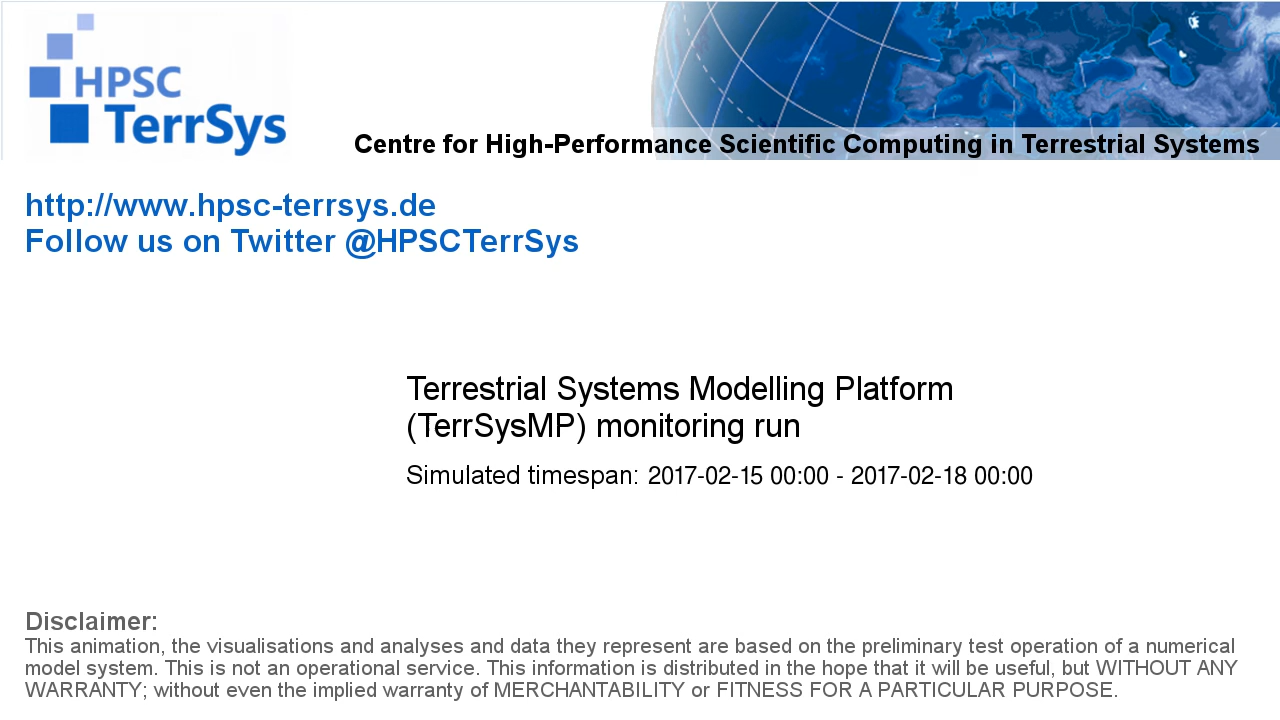 HPSC
TerrSys
Centre for High-Performance Scientific Computing in Terrestrial Systems
http://www.hpsc-terrsys.de
Follow us on Twitter @HPSCTerrSys
Terrestrial Systems Modelling Platform
(TerrSysMP) monitoring run
Simulated timespan: 2017-02-15 00:00 - 2017-02-18 00:00
Disclaimer:
This animation, the visualisations and analyses and data they represent are based on the preliminary test operation of a numerical
model system. This is not an operational service. This information is distributed in the hope that it will be useful, but WITHOUT ANY
WARRANTY; without even the implied warranty of MERCHANTABILITY or FITNESS FOR A PARTICULAR PURPOSE.